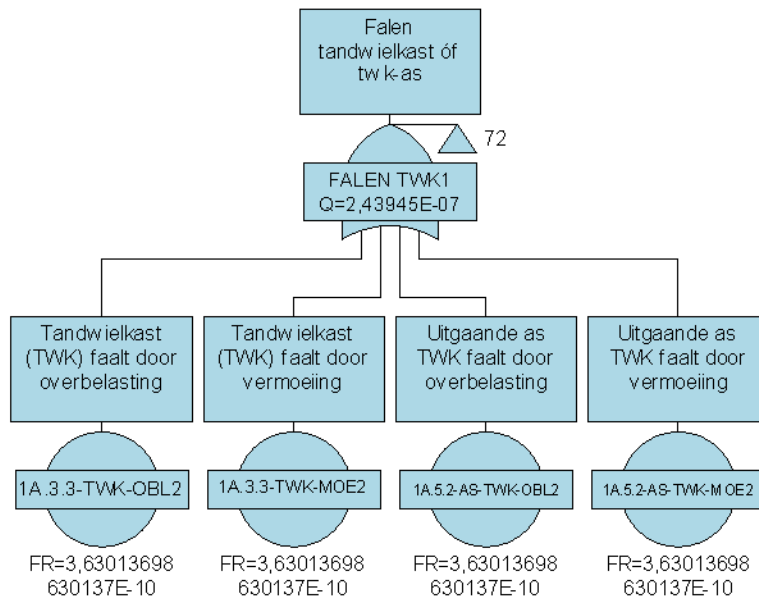 Falen
tandwielkast óf
twk-as
72
FALEN TWK1
Q=2,43945E-07
Tandwielkast
(TWK) faalt door
overbelasting
Tandwielkast
(TWK) faalt door
vermoeiing
Uitgaande as
TWK faalt door
overbelasting
Uitgaande as
TWK faalt door
vermoeiing
1A.3.3-TWK-OBL2
1A.3.3-TWK-MOE2
1A.5.2-AS-TWK-OBL2
1A.5.2-AS-TWK-MOE2
FR=3,63013698
630137E-10
FR=3,63013698
630137E-10
FR=3,63013698
630137E-10
FR=3,63013698
630137E-10